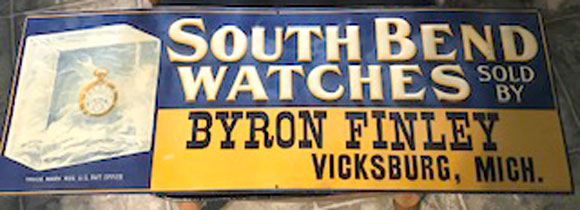 SOUTH BEND
WATCHES SOLD BY
BYRON FINLEY
VICKSBURG, MICH.
TRADE MARK REG. U.S. PAT. OFFICE